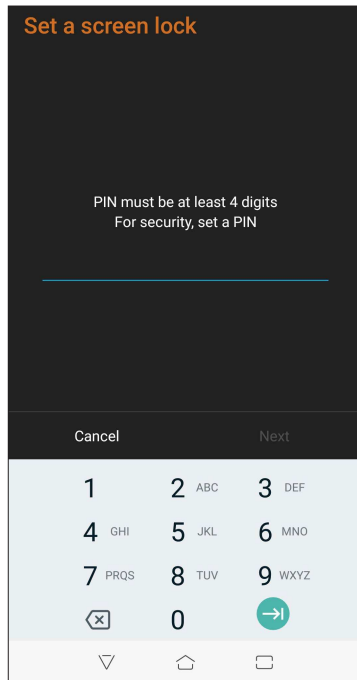 Set a screen lock
PIN must be at least 4 digits
For security, set a PIN
Cancel Next
1 2 ABC 3 DEF
4 GHI 5 JKL 6 MNO
7 PRQS 8 TUV 9 WXYZ
0